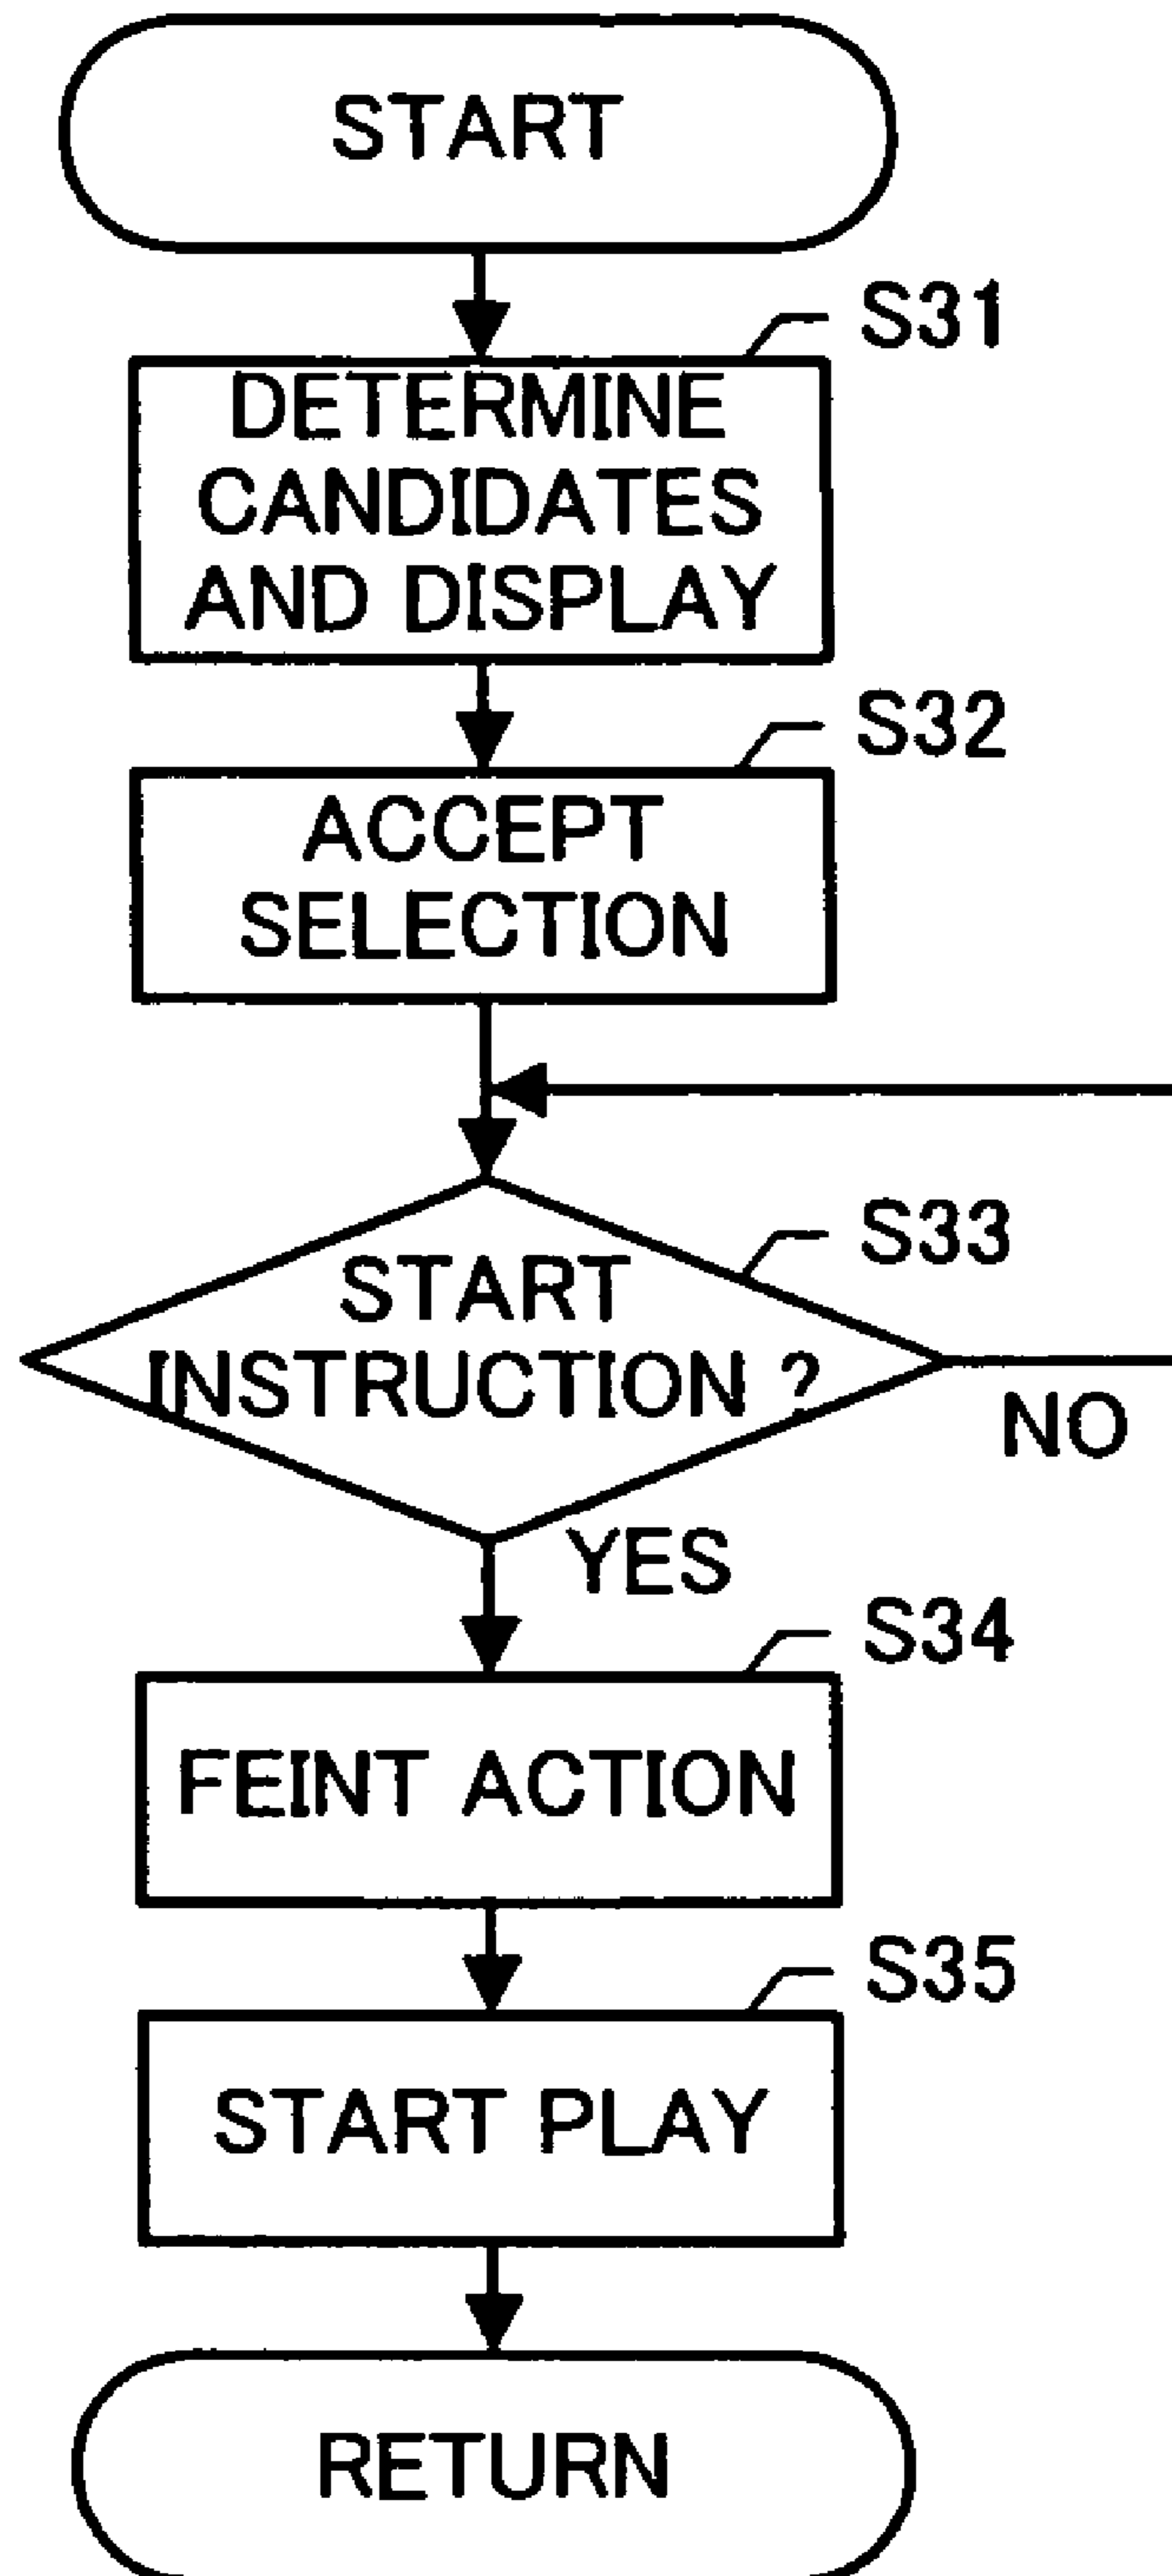 START
S31
DETERMINE
CANDIDATES
AND DISPLAY
S32
ACCEPT
SELECTION
S33
START
INSTRUCTION ?
NO
YES
S34
FEINT ACTION
S35
START PLAY
RETURN